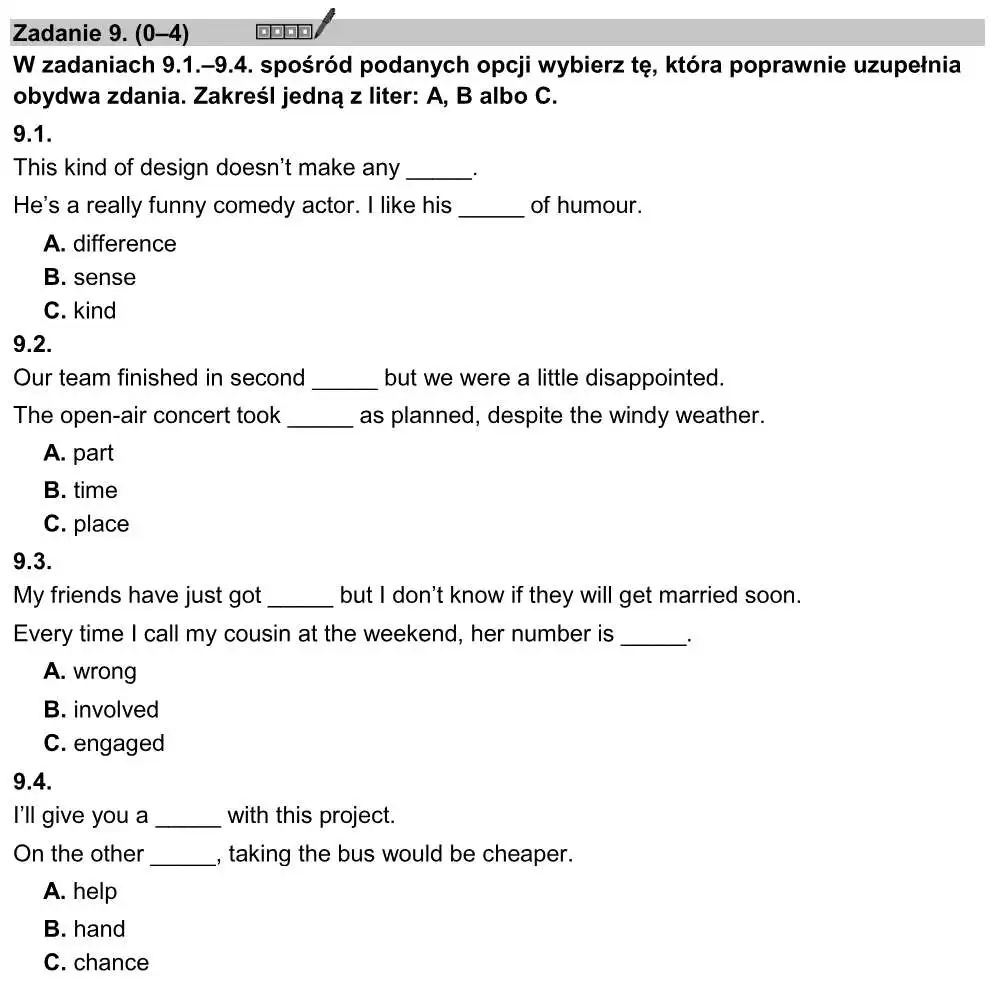 Zadanie 9. (0–4)
W zadaniach 9.1.–9.4. spośród podanych opcji wybierz tę, która poprawnie uzupełnia
obydwa zdania. Zakreśl jedną z liter: A, B albo C.
9.1.
This kind of design doesn’t make any _____.
He’s a really funny comedy actor. I like his _____ of humour.
A. difference
B. sense
C. kind
9.2.
Our team finished in second _____ but we were a little disappointed.
The open-air concert took _____ as planned, despite the windy weather.
A. part
B. time
C. place
9.3.
My friends have just got _____ but I don’t know if they will get married soon.
Every time I call my cousin at the weekend, her number is _____.
A. wrong
B. involved
C. engaged
9.4.
I’ll give you a _____ with this project.
On the other _____, taking the bus would be cheaper.
A. help
B. hand
C. chance